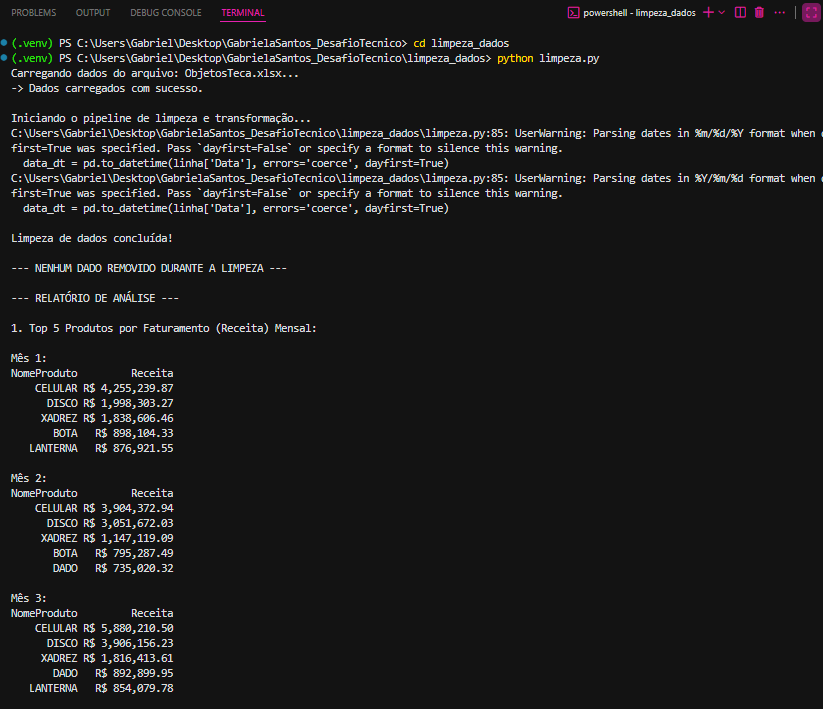 PROBLEMS OUTPUT DEBUG CONSOLE TERMINAL powershell - limpeza_dados
(.venv) PS C:\Users\Gabriel\Desktop\GabrielaSantos_DesafioTecnico> cd limpeza_dados
(.venv) PS C:\Users\Gabriel\Desktop\GabrielaSantos_DesafioTecnico\limpeza_dados> python limpeza.py
Carregando dados do arquivo: ObjetosTeca.xlsx...
-> Dados carregados com sucesso.
Iniciando o pipeline de limpeza e transformação...
C:\Users\Gabriel\Desktop\GabrielaSantos_DesafioTecnico\limpeza_dados\limpeza.py:85: UserWarning: Parsing dates in %m/%d/%Y format when
first=True was specified. Pass `dayfirst=False` or specify a format to silence this warning.
data_dt = pd.to_datetime(linha['Data'], errors='coerce', dayfirst=True)
C:\Users\Gabriel\Desktop\GabrielaSantos_DesafioTecnico\limpeza_dados\limpeza.py:85: UserWarning: Parsing dates in %Y/%m/%d format when
first=True was specified. Pass `dayfirst=False` or specify a format to silence this warning.
data_dt = pd.to_datetime(linha['Data'], errors='coerce', dayfirst=True)
Limpeza de dados concluída!
--- NENHUM DADO REMOVIDO DURANTE A LIMPEZA ---
--- RELATÓRIO DE ANÁLISE ---
1. Top 5 Produtos por Faturamento (Receita) Mensal:
Mês 1:
NomeProduto Receita
CELULAR R$ 4,255,239.87
DISCO R$ 1,998,303.27
XADREZ R$ 1,838,606.46
BOTA R$ 898,104.33
LANTERNA R$ 876,921.55
Mês 2:
NomeProduto Receita
CELULAR R$ 3,904,372.94
DISCO R$ 3,051,672.03
XADREZ R$ 1,147,119.09
BOTA R$ 795,287.49
DADO R$ 735,020.32
Mês 3:
NomeProduto Receita
CELULAR R$ 5,880,210.50
DISCO R$ 3,906,156.23
XADREZ R$ 1,816,413.61
DADO R$ 892,899.95
LANTERNA R$ 854,079.78